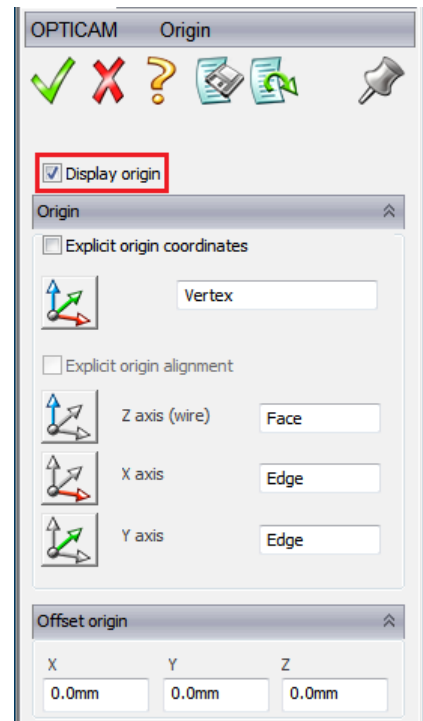 OPTICAM Origin
Display origin
Origin
Explicit origin coordinates
Vertex
Explicit origin alignment
Z axis (wire) Face
X axis Edge
Y axis Edge
Offset origin
X Y Z
0.0mm 0.0mm 0.0mm